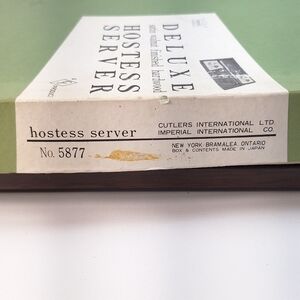 DELUXE
HOSTESS
SERVER
hostess server
No. 5877
CUTLERS INTERNATIONAL LTD.
IMPERIAL INTERNATIONAL CO.
NEW YORK BRAMALEA ONTARIO
BOX & CONTENTS MADE IN JAPAN